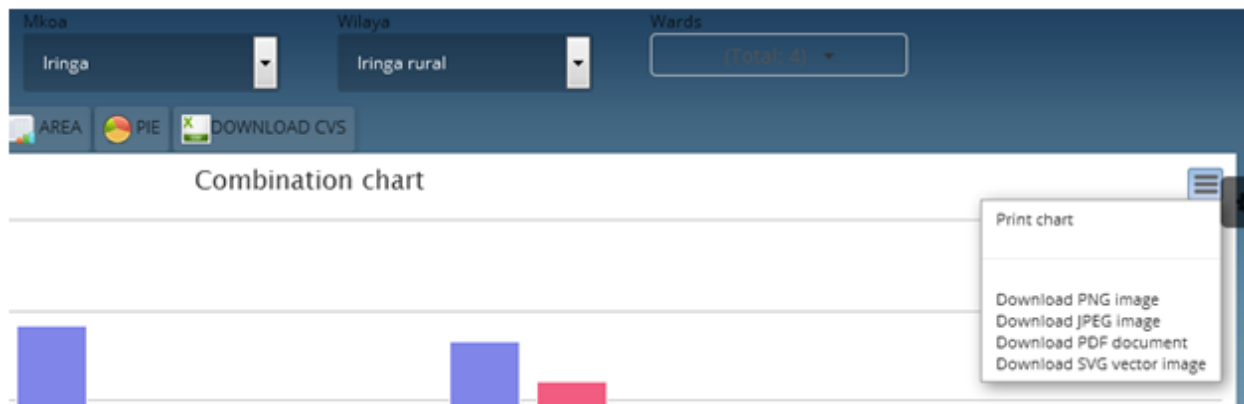 Mkoa Wilaya Wards
Iringa Iringa rural (Total: 4)
AREA PIE DOWNLOAD CVS
Combination chart
Print chart
Download PNG image
Download JPEG image
Download PDF document
Download SVG vector image